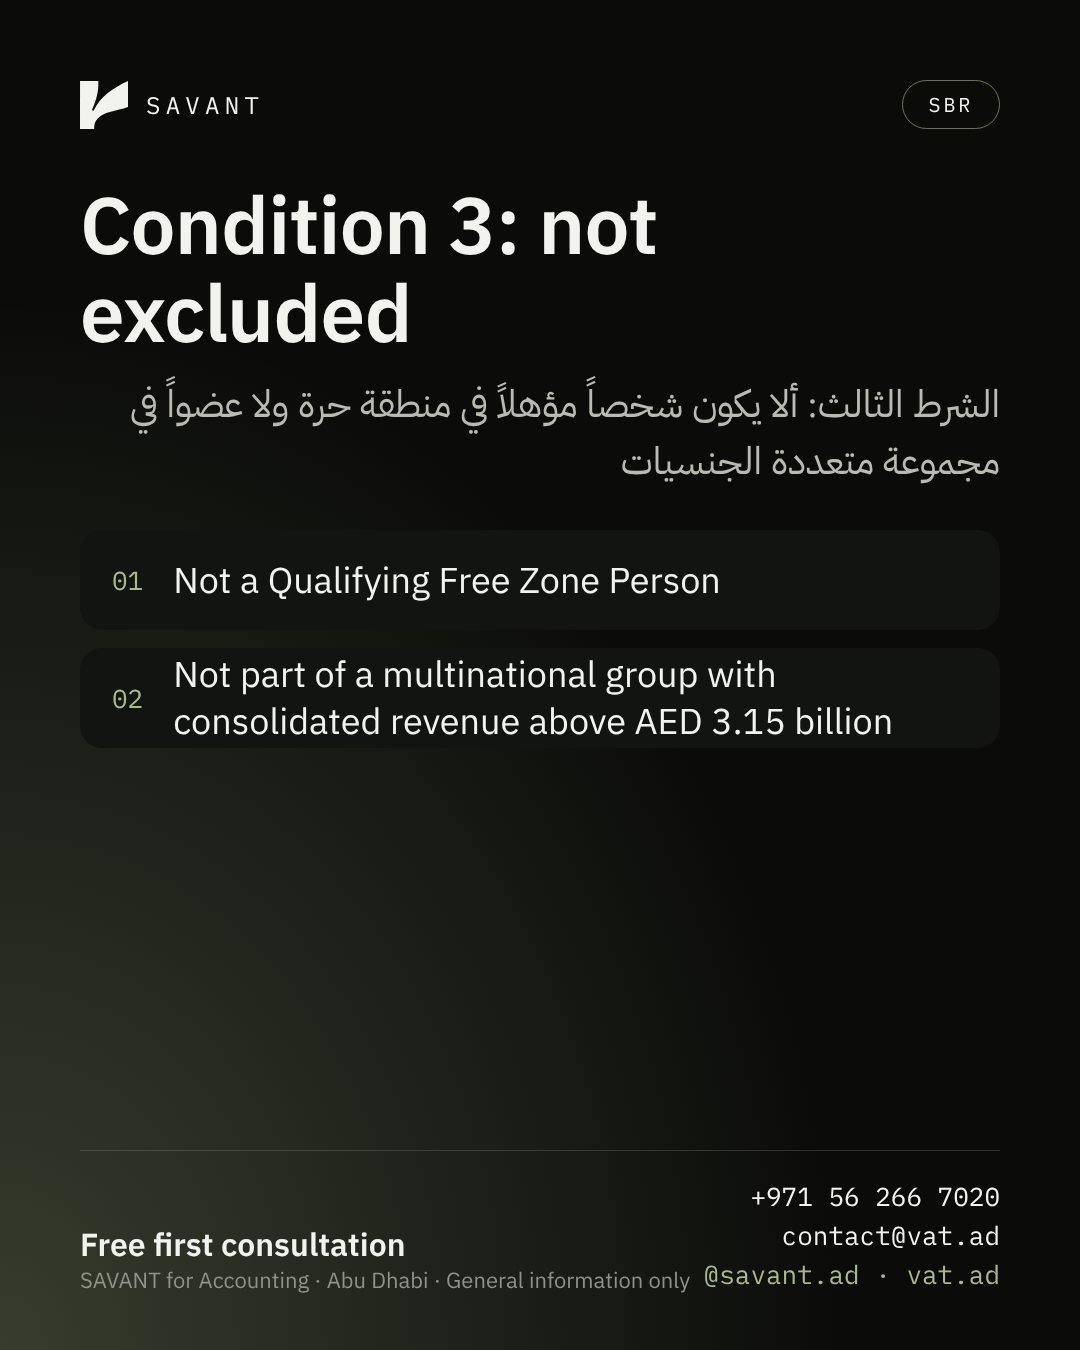 SAVANT
SBR
Condition 3: not
excluded
الشرط الثالث: ألا يكون شخصاً مؤهلاً في منطقة حرة ولا عضواً في
مجموعة متعددة الجنسيات
01 Not a Qualifying Free Zone Person
02 Not part of a multinational group with
consolidated revenue above AED 3.15 billion
+971 56 266 7020
contact@vat.ad
Free first consultation
SAVANT for Accounting · Abu Dhabi · General information only
@savant.ad · vat.ad